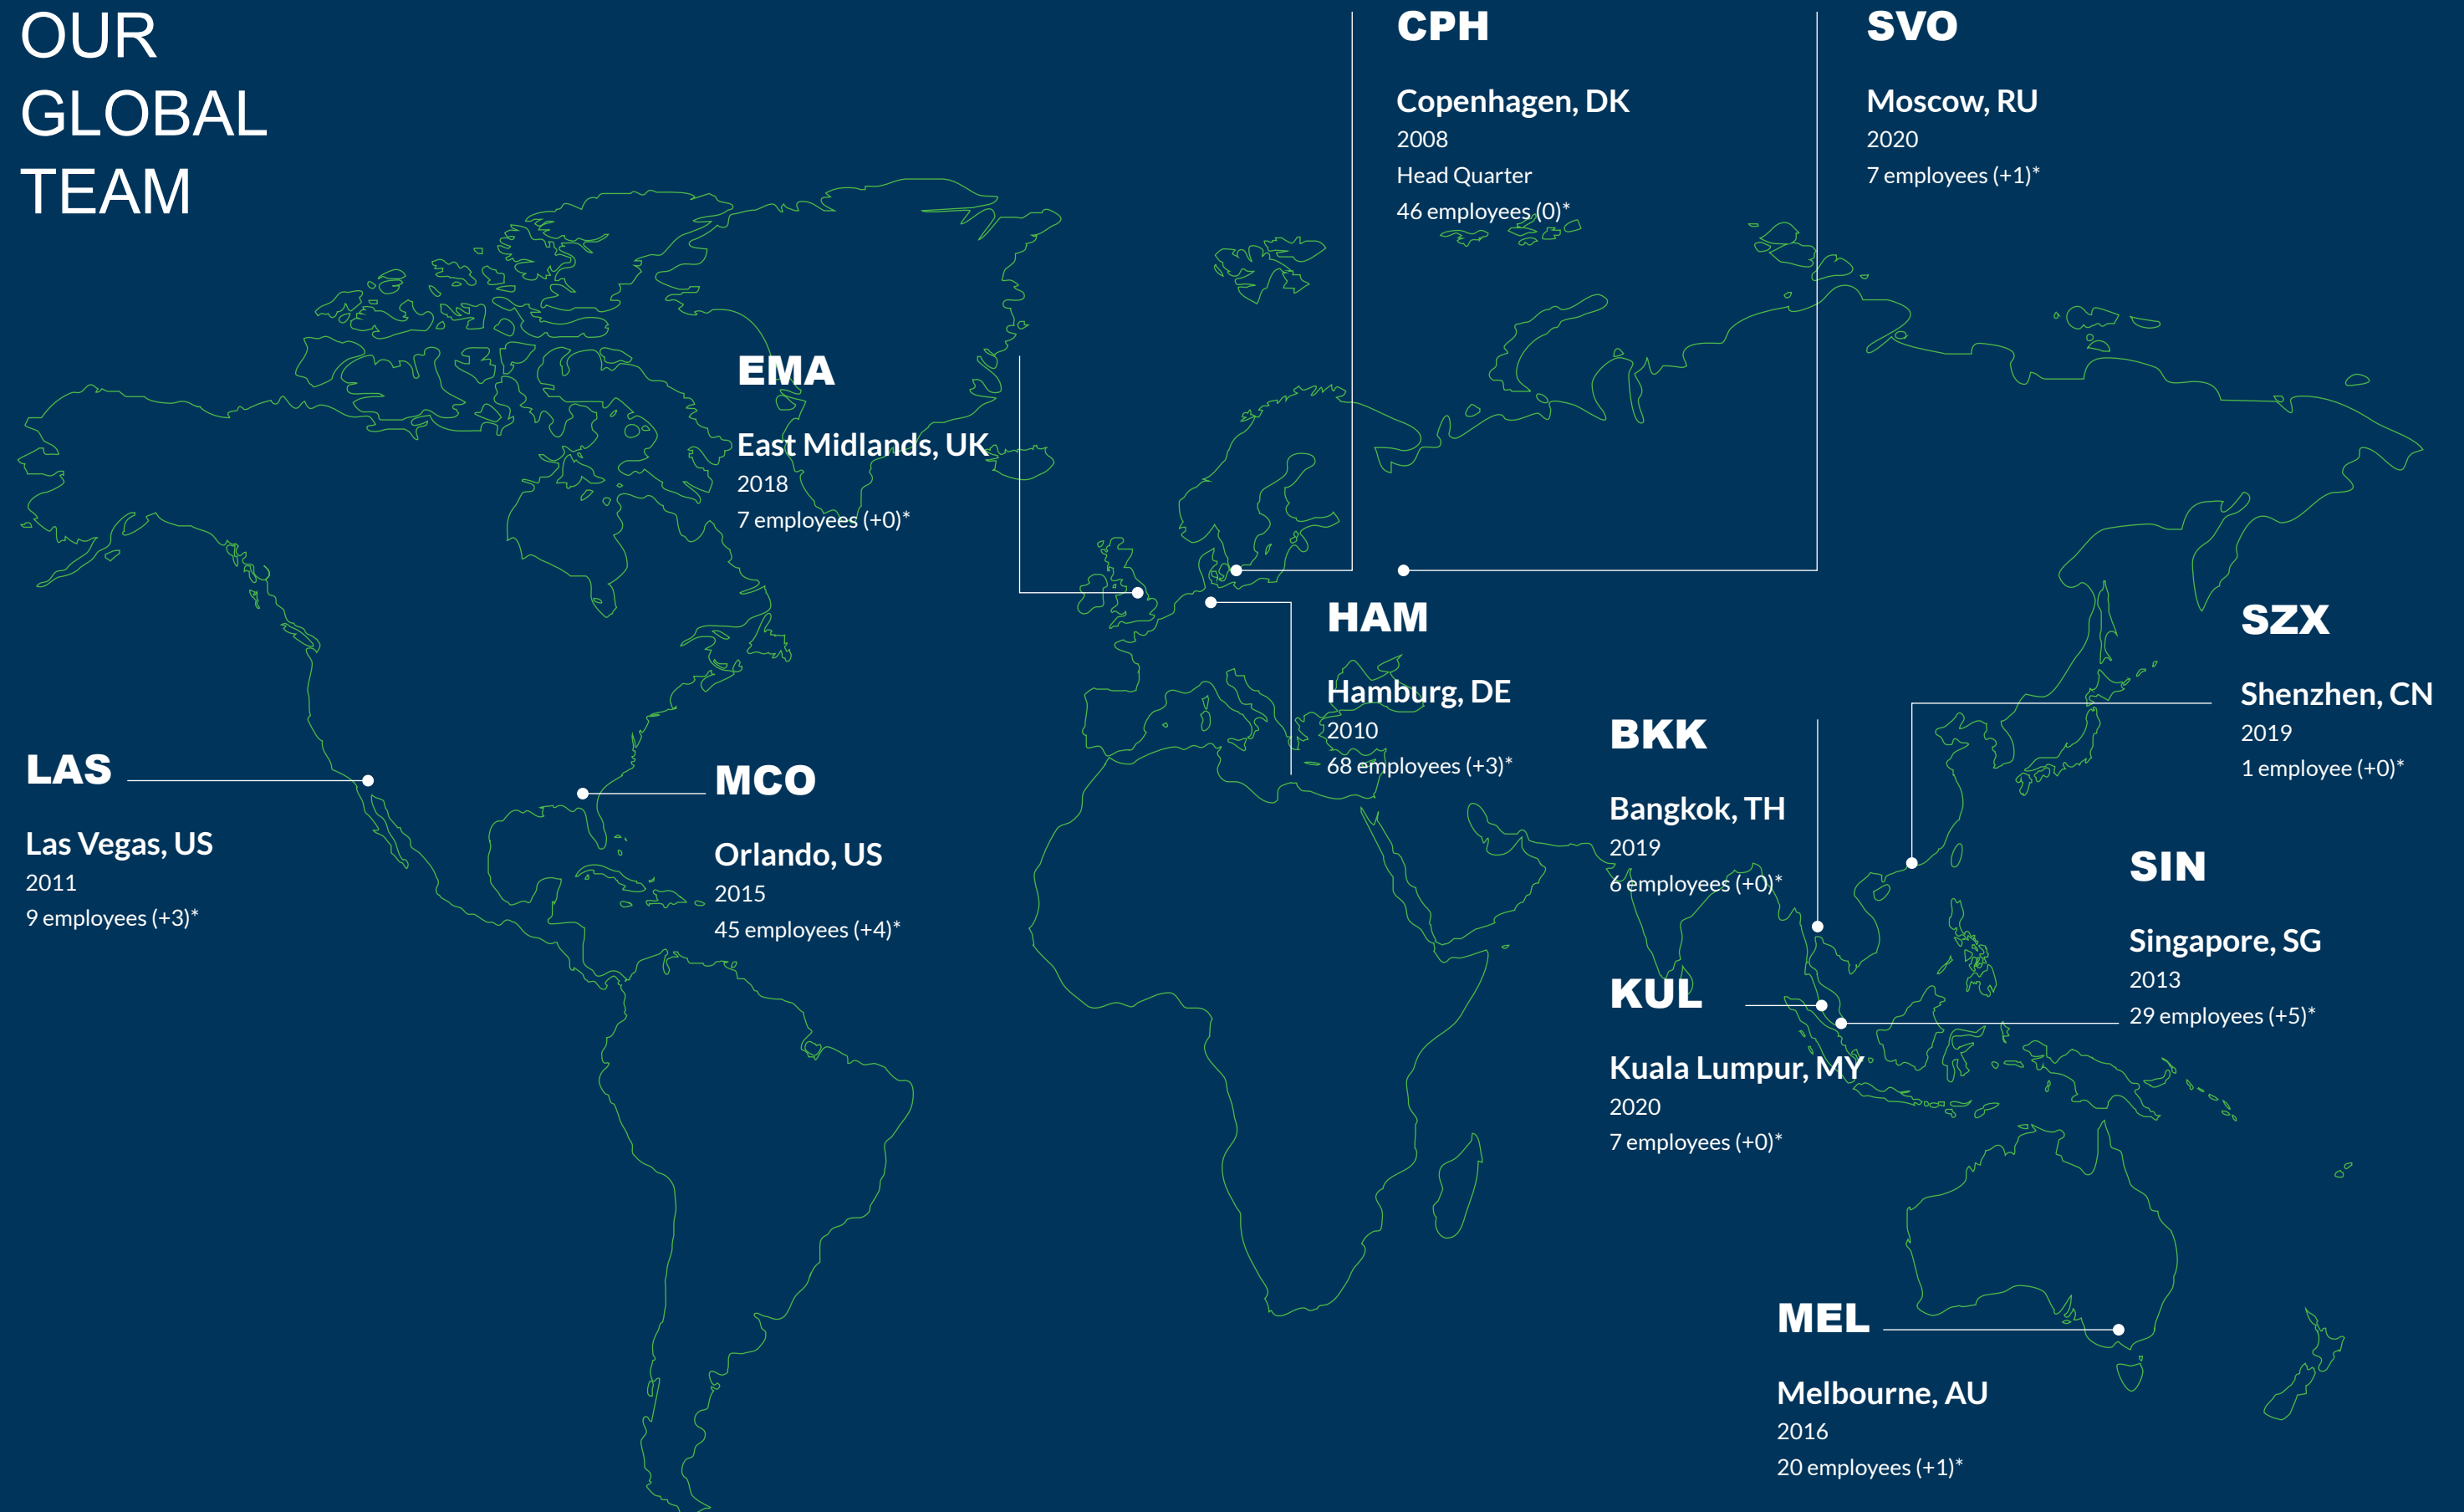 OUR
GLOBAL
TEAM
CPH
Copenhagen, DK
2008
Head Quarter
46 employees (0)*
SVO
Moscow, RU
2020
7 employees (+1)*
EMA
East Midlands, UK
2018
7 employees (+0)*
HAM
Hamburg, DE
2010
68 employees (+3)*
SZX
Shenzhen, CN
2019
1 employee (+0)*
LAS
Las Vegas, US
2011
9 employees (+3)*
MCO
Orlando, US
2015
45 employees (+4)*
BKK
Bangkok, TH
2019
6 employees (+0)*
SIN
Singapore, SG
2013
29 employees (+5)*
KUL
Kuala Lumpur, MY
2020
7 employees (+0)*
MEL
Melbourne, AU
2016
20 employees (+1)*